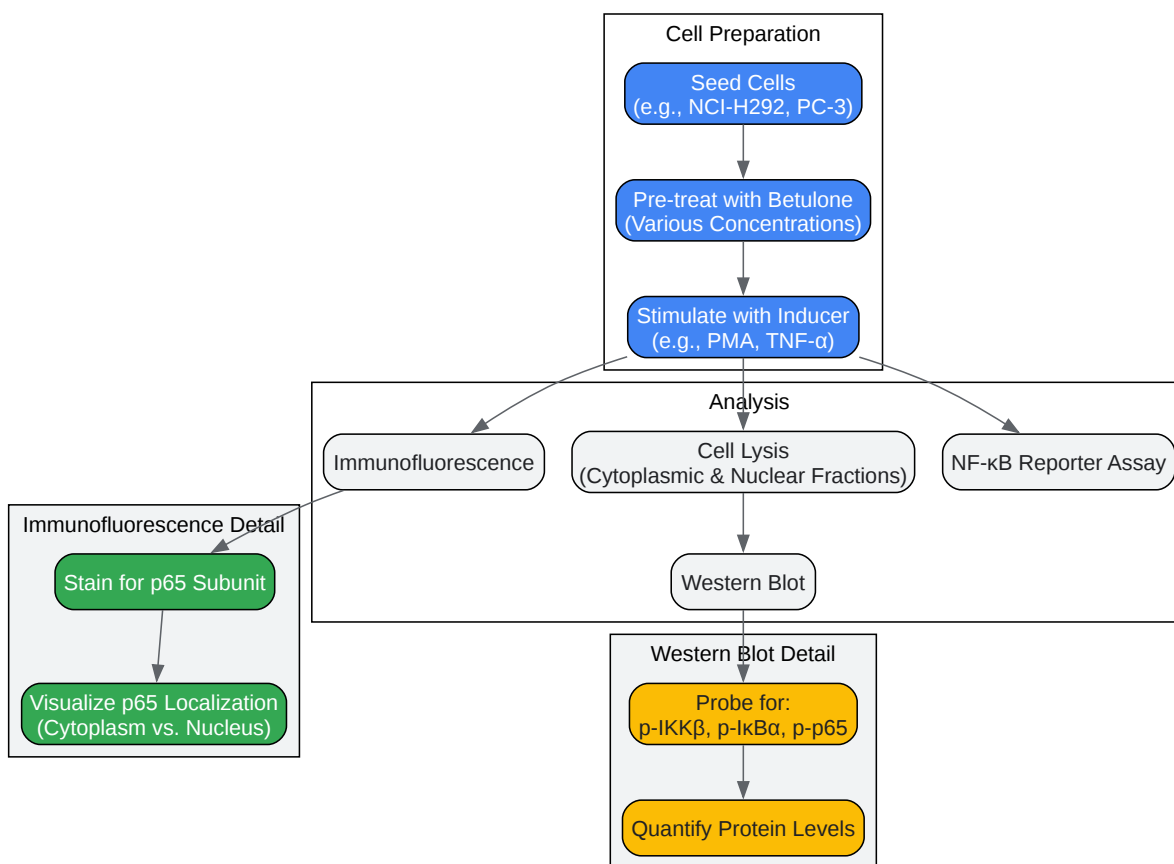 Cell Preparation
Seed Cells
(e.g., NCI-H292, PC-3)
Pre-treat with Betulone
(Various Concentrations)
Stimulate with Inducer
(e.g., PMA, TNF-α)
Analysis
Immunofluorescence
Cell Lysis
(Cytoplasmic & Nuclear Fractions)
NF-κB Reporter Assay
Immunofluorescence Detail
Stain for p65 Subunit
Western Blot
Visualize p65 Localization
(Cytoplasm vs. Nucleus)
Western Blot Detail
Probe for:
p-IKKβ, p-IκBα, p-p65
Quantify Protein Levels